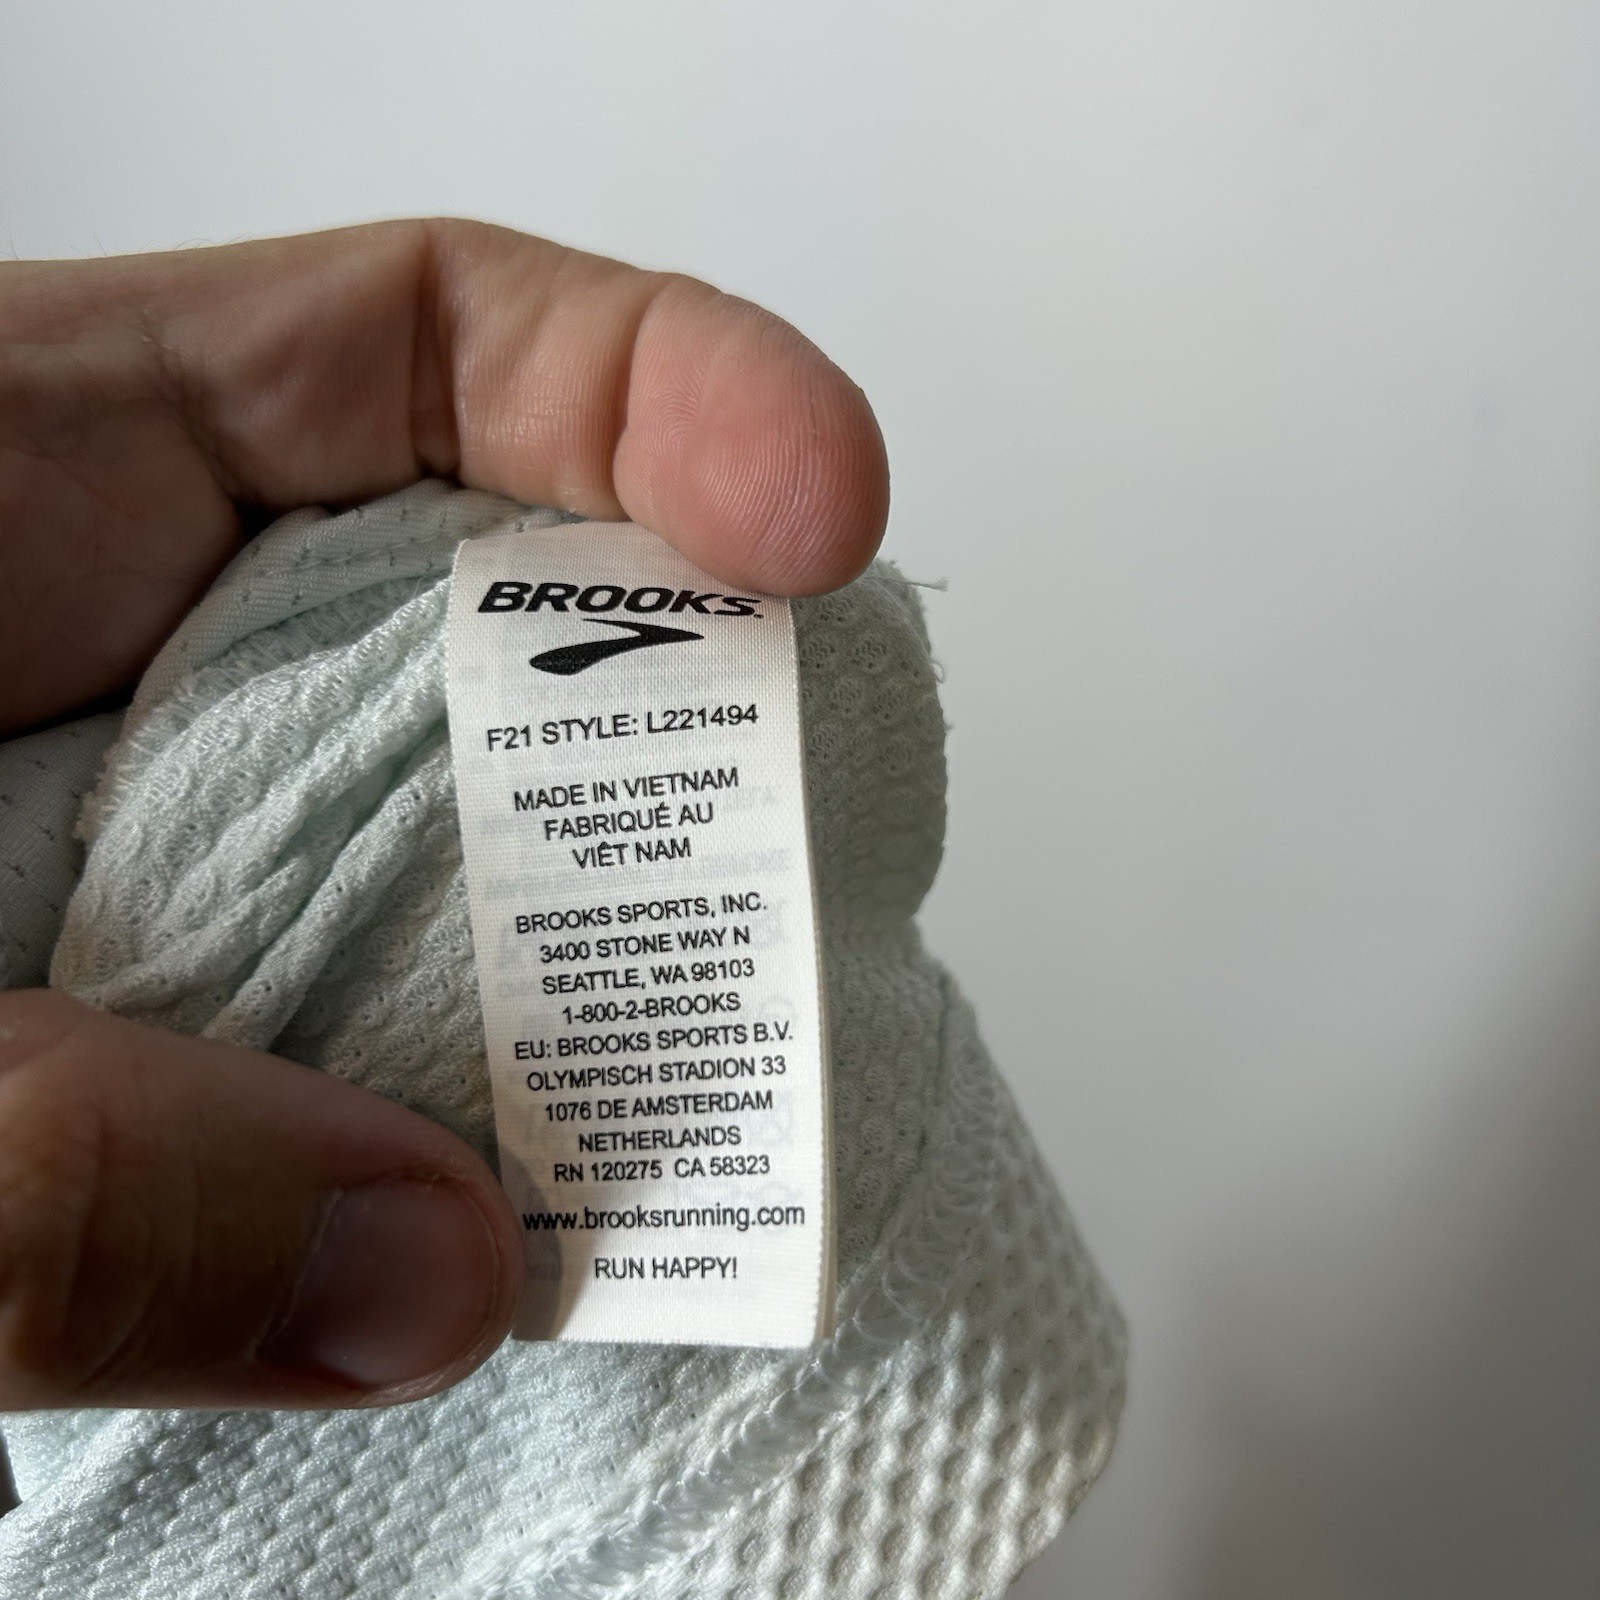 BROOKS.
F21 STYLE: L221494
MADE IN VIETNAM
FABRIQUÉ AU
VIÊT NAM
BROOKS SPORTS, INC.
3400 STONE WAY N
SEATTLE, WA 98103
1-800-2-BROOKS
EU: BROOKS SPORTS B.V.
OLYMPISCH STADION 33
1076 DE AMSTERDAM
NETHERLANDS
RN 120275 CA 58323
www.brooksrunning.com
RUN HAPPY!